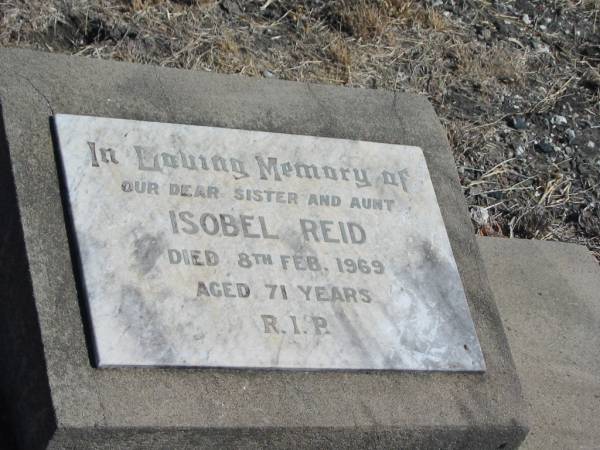 In Loving Memory of
OUR DEAR SISTER AND AUNT
ISOBEL REID
DIED 8TH FEB. 1969
AGED 71 YEARS
R.I.P.